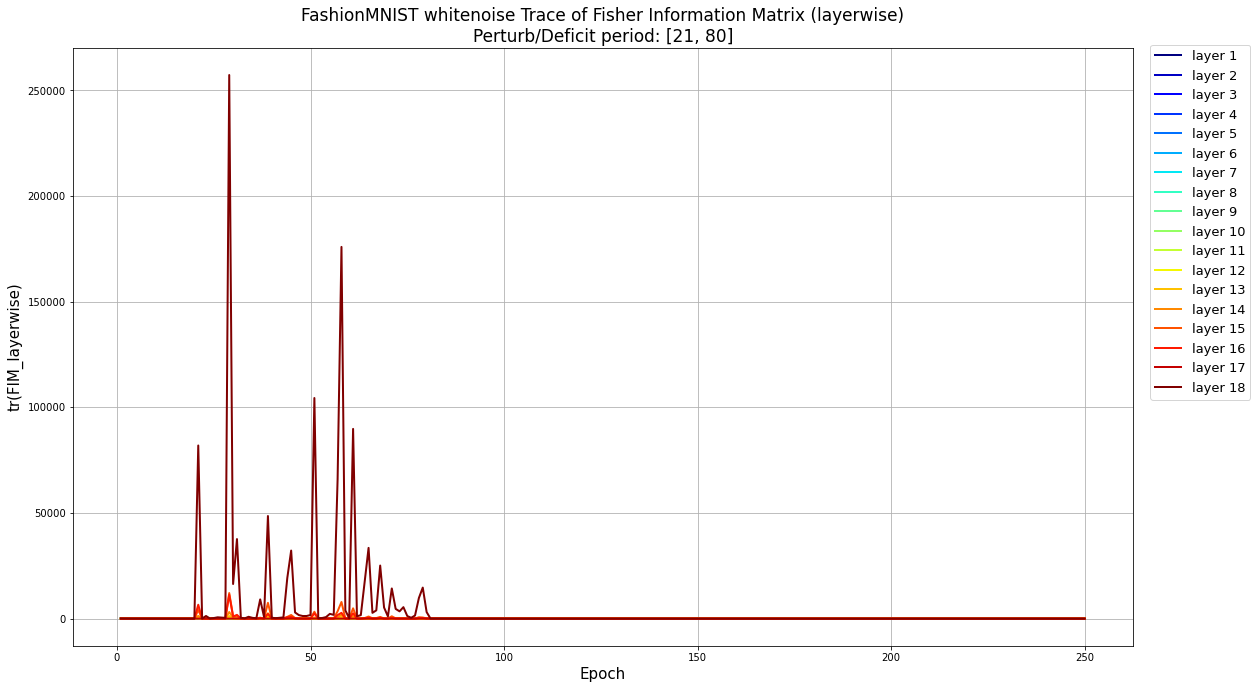 FashionMNIST whitenoise Trace of Fisher Information Matrix (layerwise)
Perturb/Deficit period: [21, 80]
tr(FIM_layerwise)
250000
200000
150000
100000
50000
0
0
50
100
150
200
250
Epoch
layer 1
layer 2
layer 3
layer 4
layer 5
layer 6
layer 7
layer 8
layer 9
layer 10
layer 11
layer 12
layer 13
layer 14
layer 15
layer 16
layer 17
layer 18